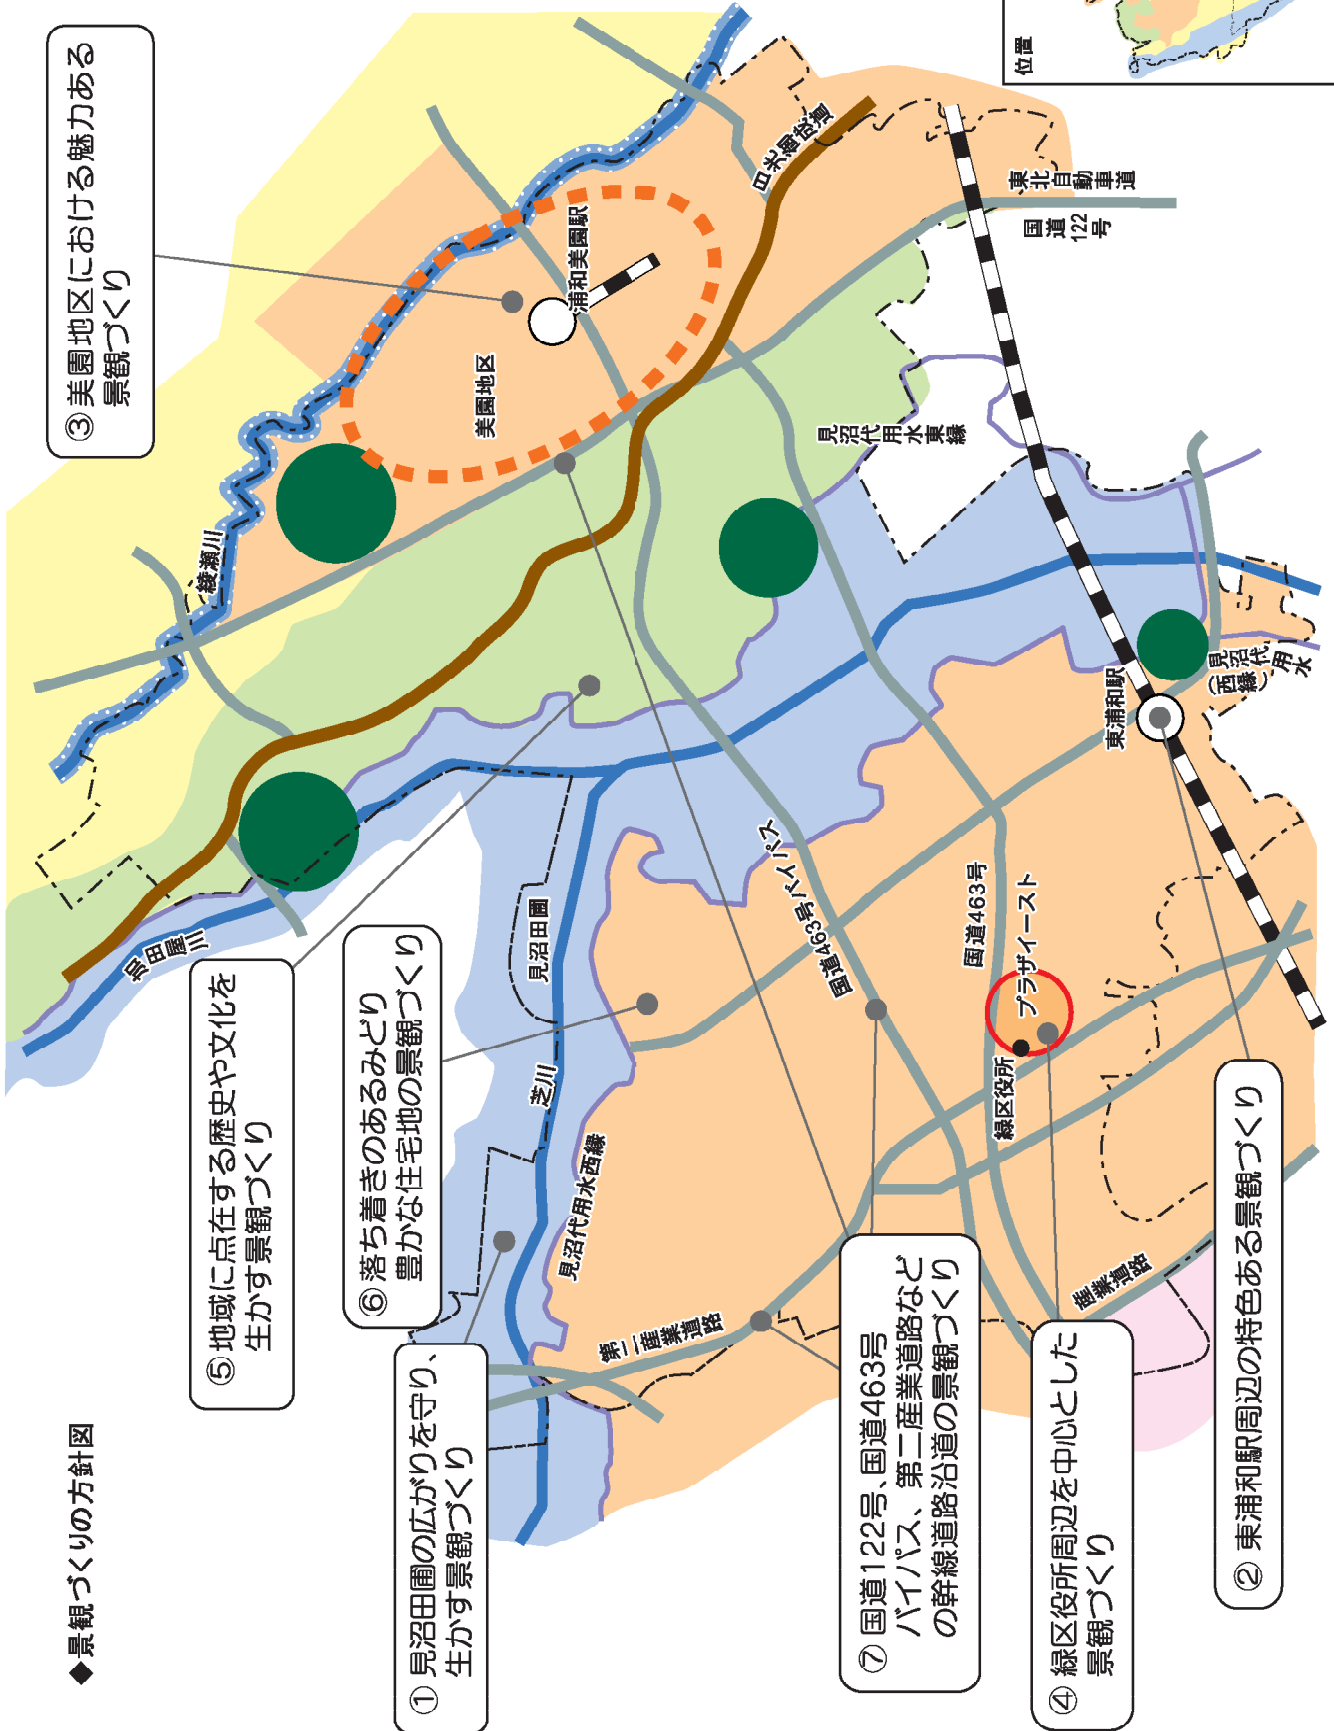 ◆景観づくりの方針図
① 見沼田圃の広がりを守り、
生かす景観づくり
⑤ 地域に点在する歴史や文化を
生かす景観づくり
③ 美園地区における魅力ある
景観づくり
⑥ 落ち着きのあるみどり
豊かな住宅地の景観づくり
⑦ 国道122号、国道463号
バイパス、第二産業道路など
の幹線道路沿道の景観づくり
④ 緑区役所周辺を中心とした
景観づくり
② 東浦和駅周辺の特色ある景観づくり
綾瀬川
美園地区
浦和美園駅
日光御成道
東北自動車道
国道122号
見沼代用水東縁
加田屋川
見沼田圃
芝川
見沼代用水西縁
第二産業道路
国道463号バイパス
国道463号
プラザイースト
緑区役所
産業道路
東浦和駅
見沼代用水
(西縁)
位置